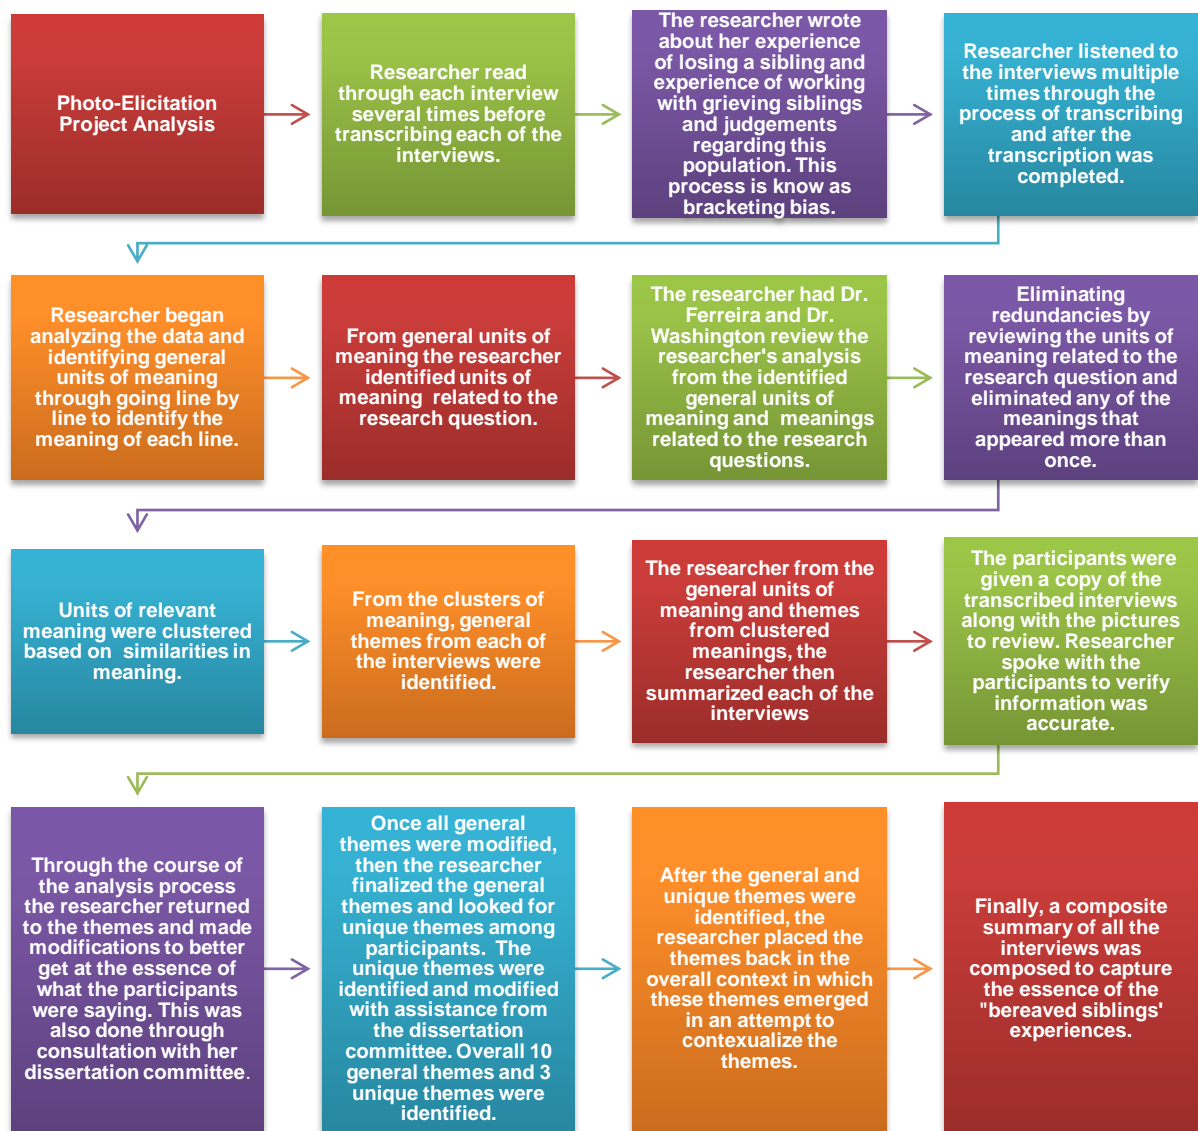 Photo-Elicitation
Project Analysis
Researcher read
through each interview
several times before
transcribing each of the
interviews.
The researcher wrote
about her experience
of losing a sibling and
experience of working
with grieving siblings
and judgements
regarding this
population. This
process is know as
bracketing bias.
Researcher listened to
the interviews multiple
times through the
process of transcribing
and after the
transcription was
completed.
Researcher began
analyzing the data and
identifying general
units of meaning
through going line by
line to identify the
meaning of each line.
From general units of
meaning the researcher
identified units of
meaning related to the
research question.
The researcher had Dr.
Ferreira and Dr.
Washington review the
researcher's analysis
from the identified
general units of
meaning and meanings
related to the research
questions.
Eliminating
redundancies by
reviewing the units of
meaning related to the
research question and
eliminated any of the
meanings that
appeared more than
once.
Units of relevant
meaning were clustered
based on similarities in
meaning.
From the clusters of
meaning, general
themes from each of
the interviews were
identified.
The researcher from the
general units of
meaning and themes
from clustered
meanings, the
researcher then
summarized each of the
interviews
The participants were
given a copy of the
transcribed interviews
along with the pictures
to review. Researcher
spoke with the
participants to verify
information was
accurate.
Through the course of
the analysis process
the researcher returned
to the themes and made
modifications to better
get at the essence of
what the participants
were saying. This was
also done through
consultation with her
dissertation committee.
Once all general
themes were modified,
then the researcher
finalized the general
themes and looked for
unique themes among
participants. The
unique themes were
identified and modified
with assistance from
the dissertation
committee. Overall 10
general themes and 3
unique themes were
identified.
After the general and
unique themes were
identified, the
researcher placed the
themes back in the
overall context in which
these themes emerged
in an attempt to
contexualize the
themes.
Finally, a composite
summary of all the
interviews was
composed to capture
the essence of the
"bereaved siblings'
experiences.